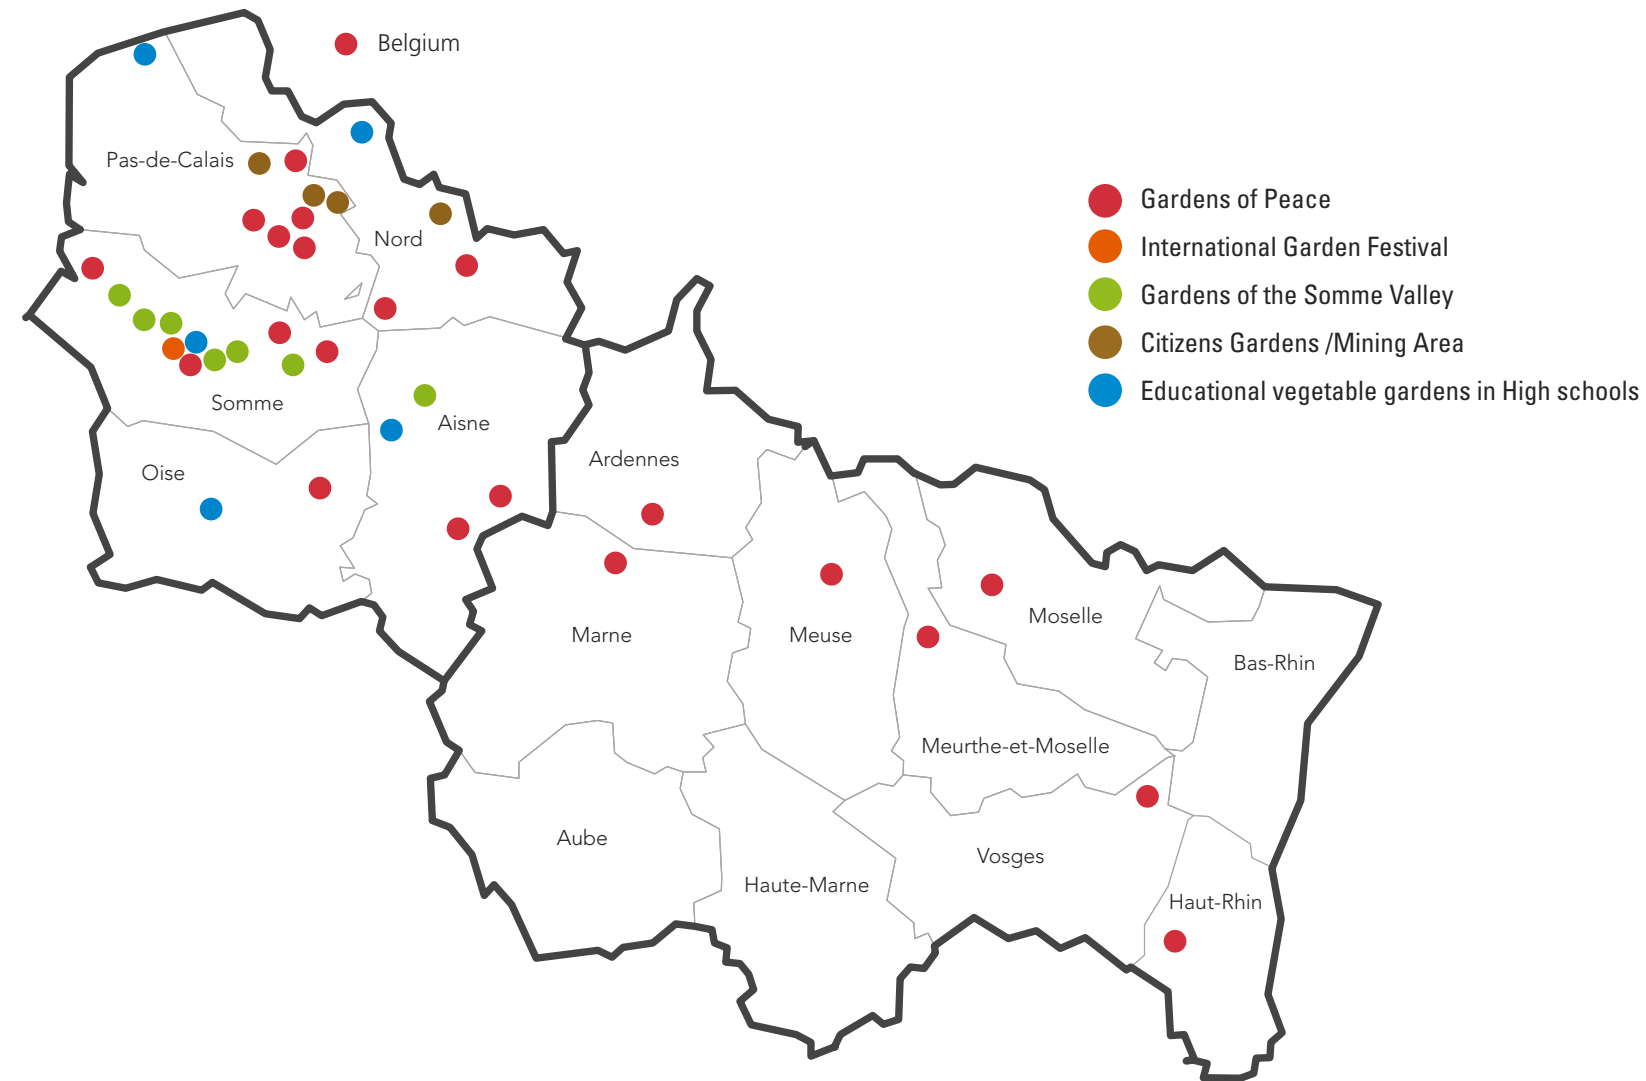 Belgium
Pas-de-Calais
Gardens of Peace
Nord
International Garden Festival
Gardens of the Somme Valley
Citizens Gardens /Mining Area
Educational vegetable gardens in High schools
Somme
Aisne
Ardennes
Oise
Moselle
Marne
Meuse
Bas-Rhin
Meurthe-et-Moselle
Aube
Vosges
Haute-Marne
Haut-Rhin